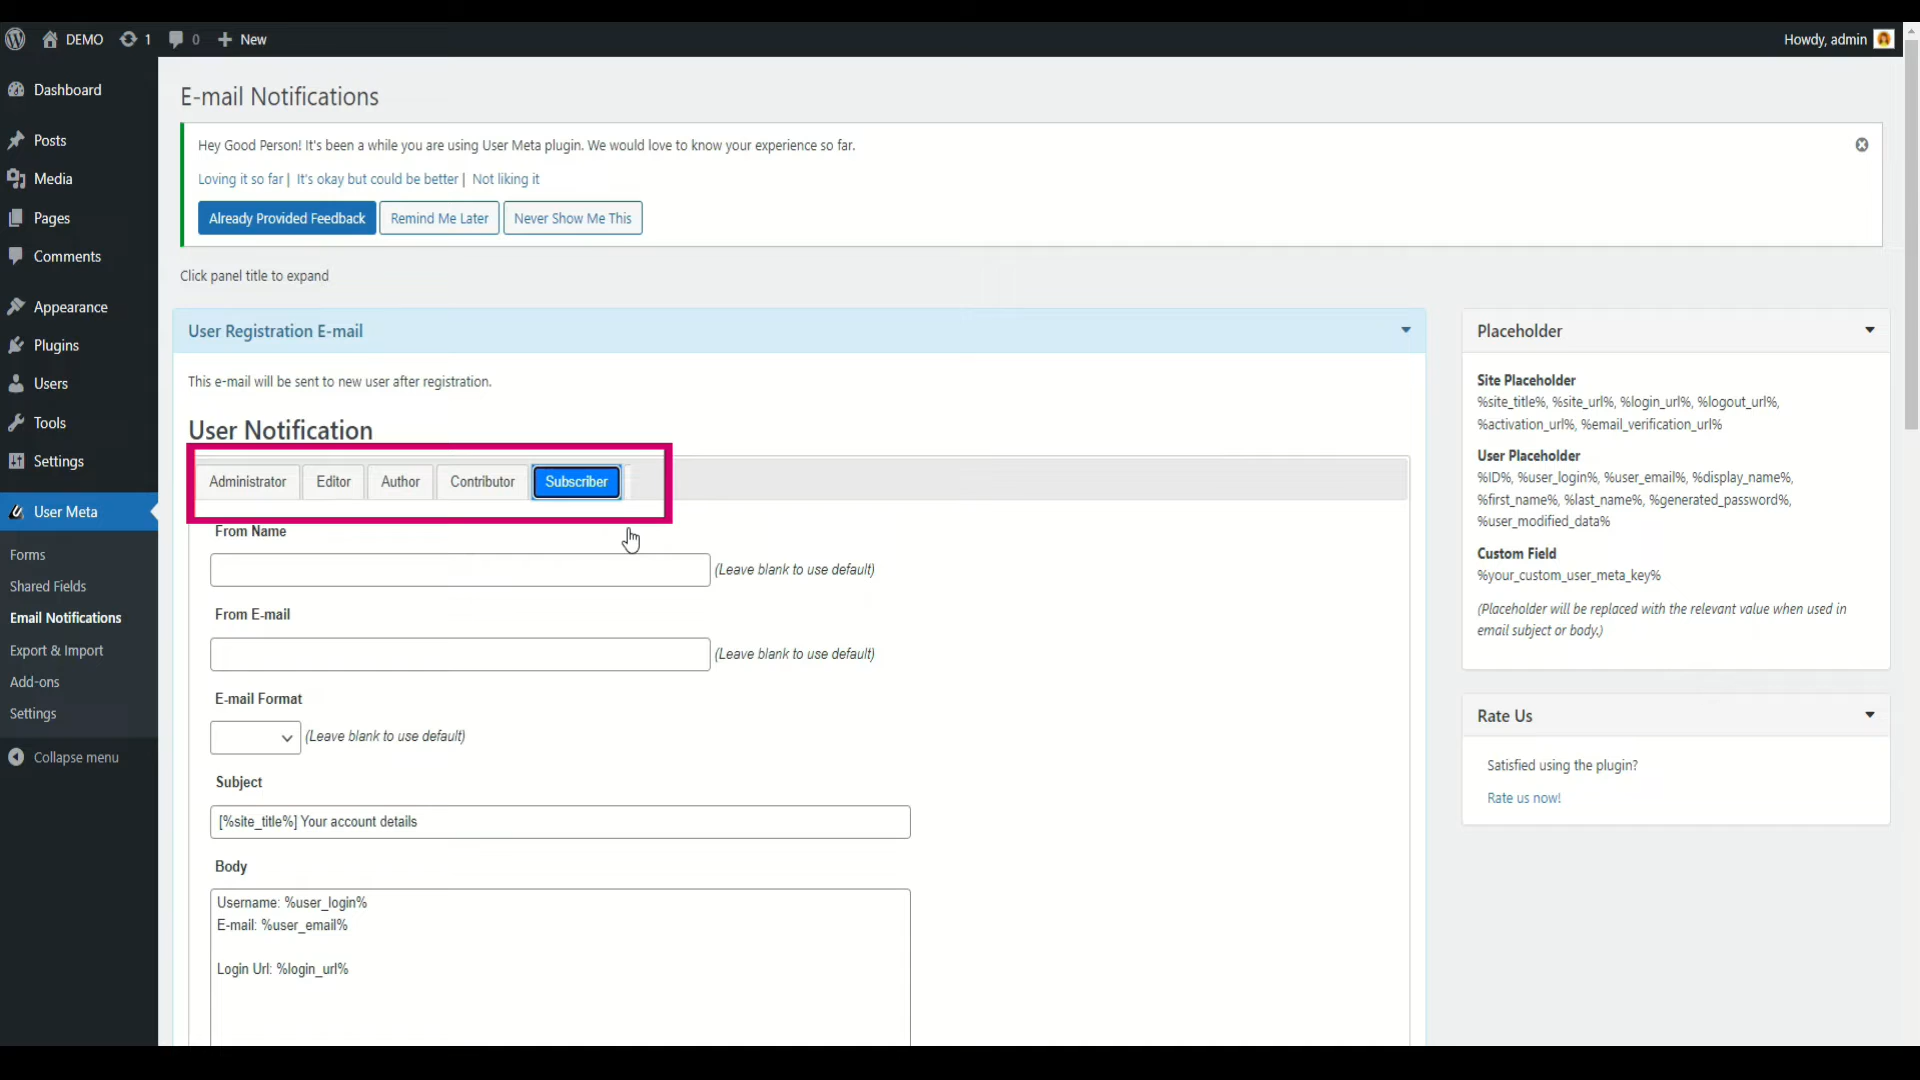 DEMO 1 0 New
Howdy, admin
Dashboard
Posts
Media
Pages
Comments
Appearance
Plugins
Users
Tools
Settings
User Meta
Forms
Shared Fields
Email Notifications
Export & Import
Add-ons
Settings
Collapse menu
E-mail Notifications
Hey Good Person! It's been a while you are using User Meta plugin. We would love to know your experience so far.
Loving it so far | It's okay but could be better | Not liking it
Already Provided Feedback Remind Me Later Never Show Me This
Click panel title to expand
User Registration E-mail
This e-mail will be sent to new user after registration.
User Notification
Administrator Editor Author Contributor Subscriber
From Name
(Leave blank to use default)
From E-mail
(Leave blank to use default)
E-mail Format
(Leave blank to use default)
Subject
[%site_title%] Your account details
Body
Username: %user_login%
E-mail: %user_email%
Login Url: %login_url%
Placeholder
Site Placeholder
%site_title%, %site_url%, %login_url%, %logout_url%,
%activation_url%, %email_verification_url%
User Placeholder
%ID%, %user_login%, %user_email%, %display_name%,
%first_name%, %last_name%, %generated_password%,
%user_modified_data%
Custom Field
%your_custom_user_meta_key%
(Placeholder will be replaced with the relevant value when used in
email subject or body.)
Rate Us
Satisfied using the plugin?
Rate us now!